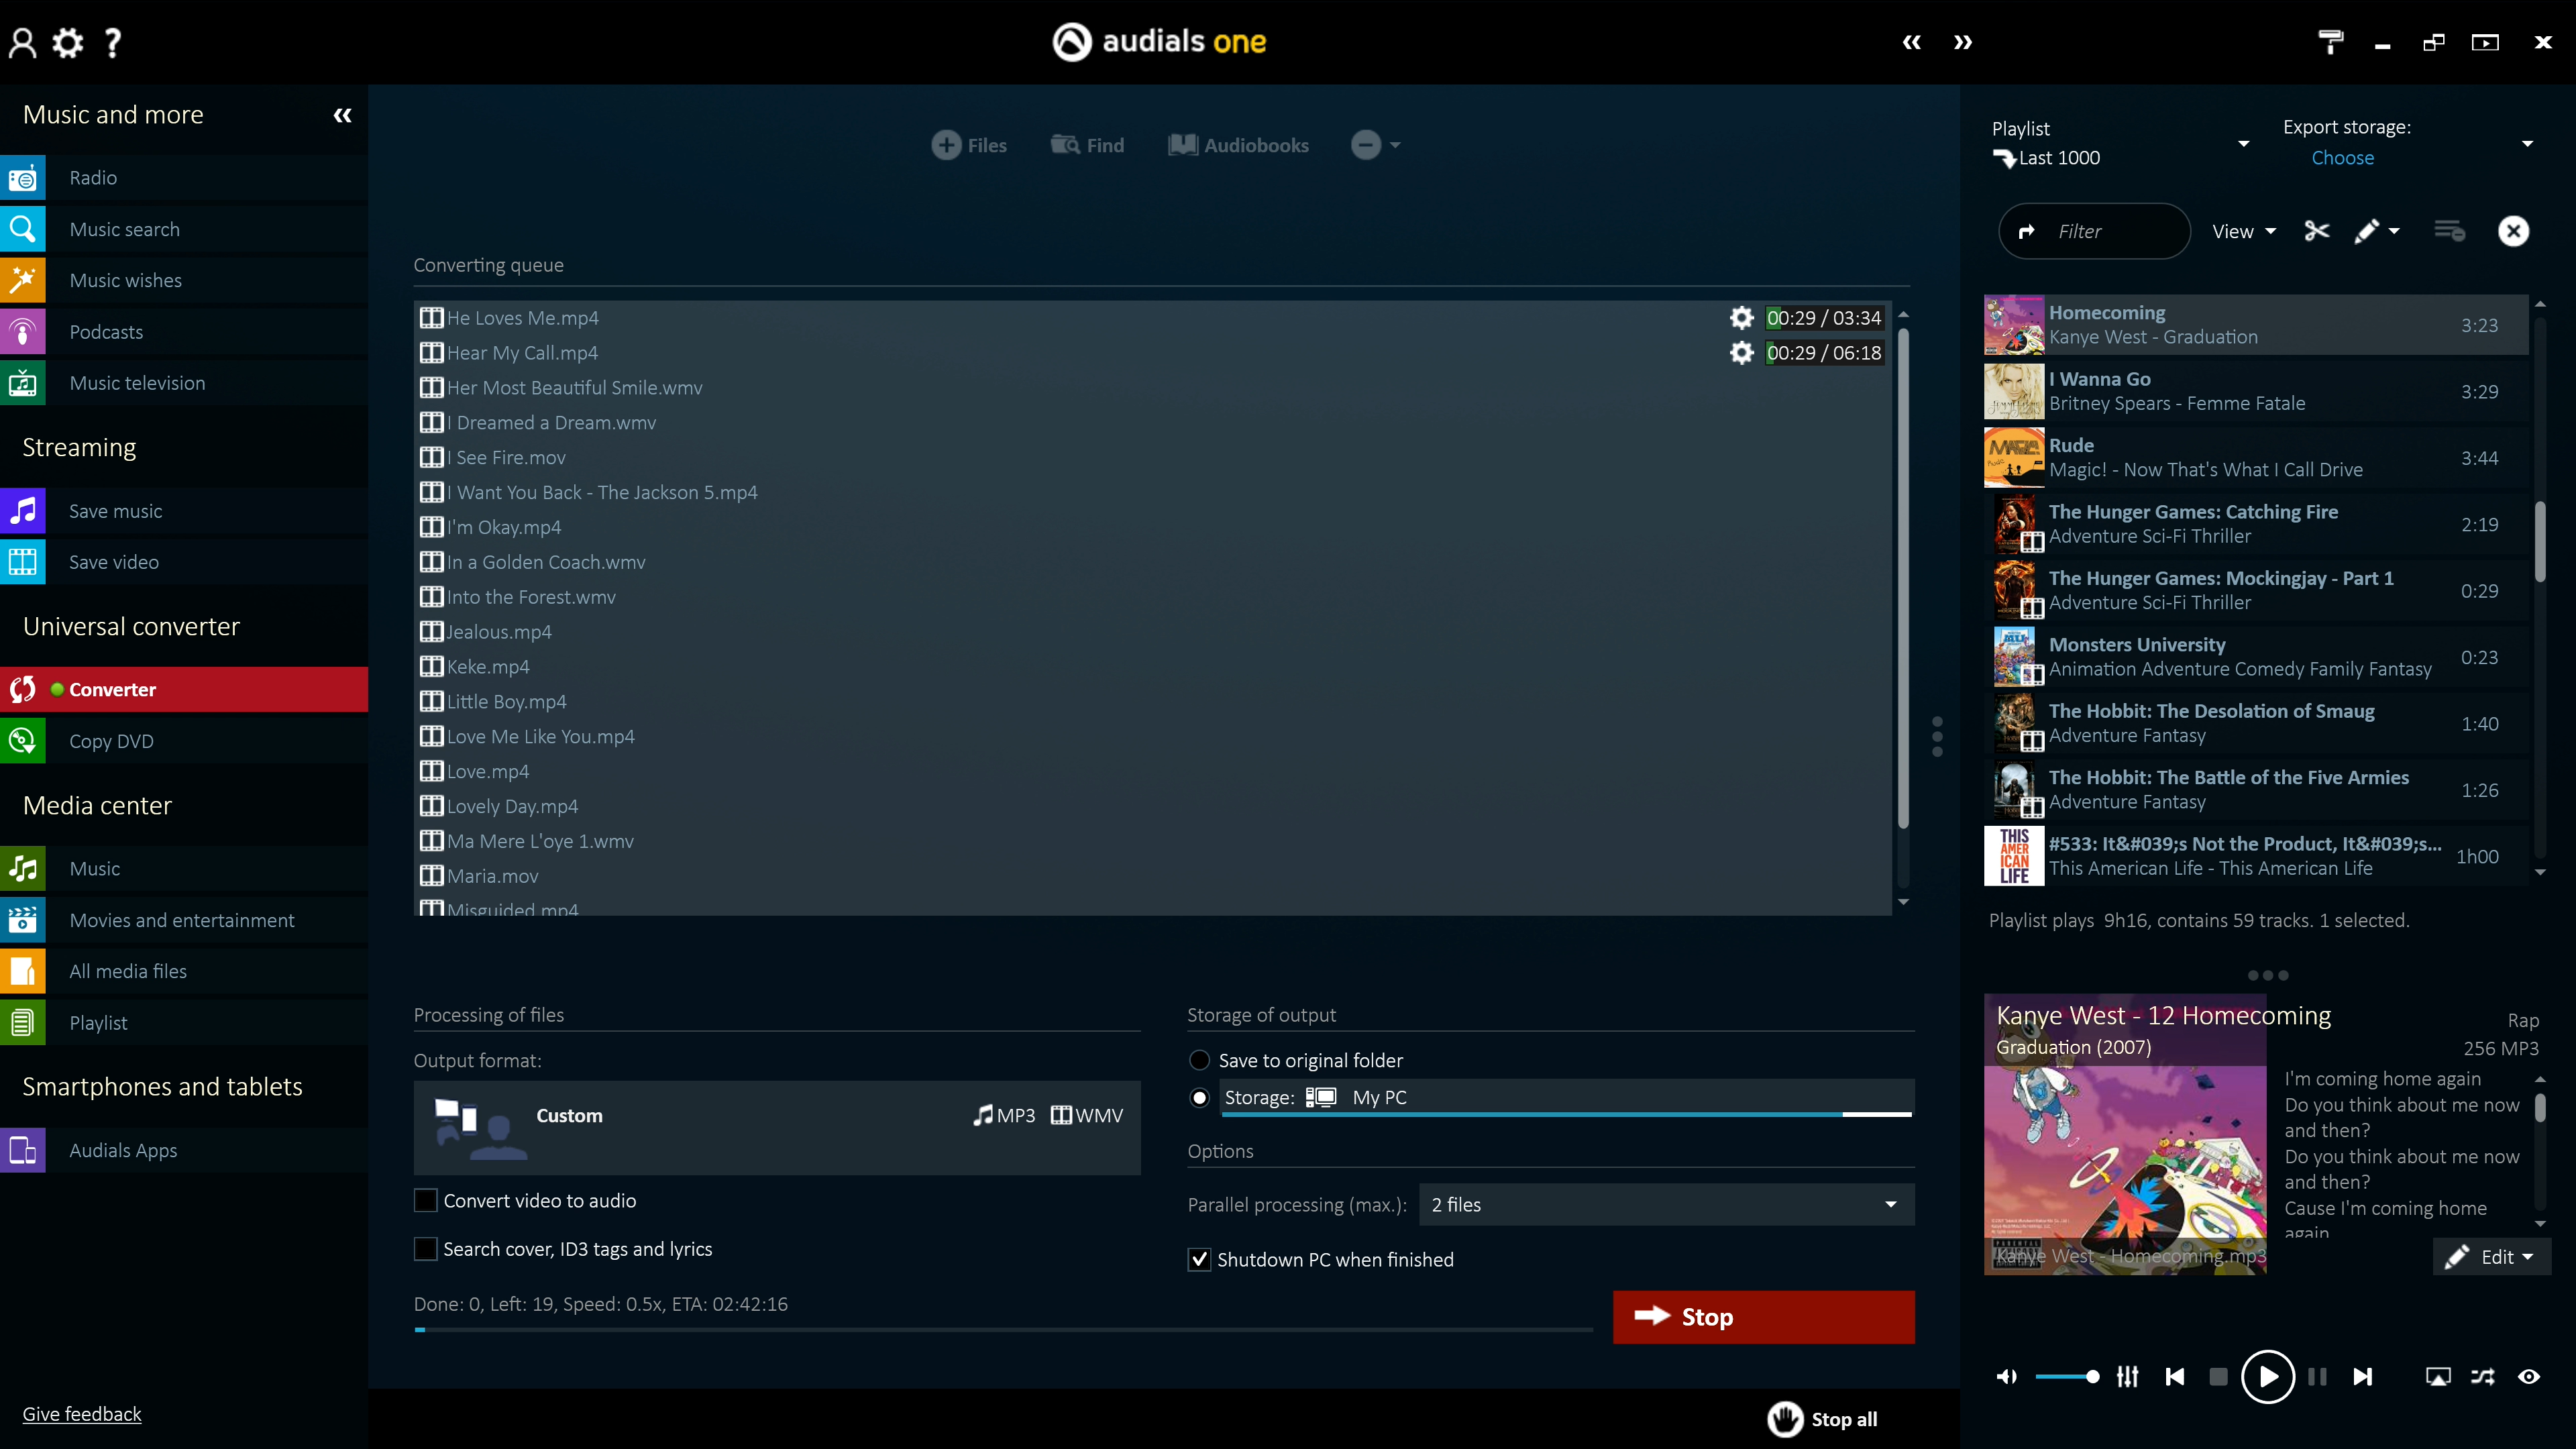 audials one
Music and more
Radio
Music search
Music wishes
Podcasts
Music television
Streaming
Save music
Save video
Universal converter
Converter
Copy DVD
Media center
Music
Movies and entertainment
All media files
Playlist
Smartphones and tablets
Audials Apps
Give feedback
Files
Find
Audiobooks
Converting queue
He Loves Me.mp4 00:29 / 03:34
Hear My Call.mp4 00:29 / 06:18
Her Most Beautiful Smile.wmv
I Dreamed a Dream.wmv
I See Fire.mov
I Want You Back - The Jackson 5.mp4
I'm Okay.mp4
In a Golden Coach.wmv
Into the Forest.wmv
Jealous.mp4
Keke.mp4
Little Boy.mp4
Love Me Like You.mp4
Love.mp4
Lovely Day.mp4
Ma Mere L'oye 1.wmv
Maria.mov
Misguided.mp4
Processing of files
Output format:
Custom MP3 WMV
Convert video to audio
Search cover, ID3 tags and lyrics
Done: 0, Left: 19, Speed: 0.5x, ETA: 02:42:16
Storage of output
Save to original folder
Storage: My PC
Options
Parallel processing (max.): 2 files
Shutdown PC when finished
Stop
Stop all
Playlist
Last 1000
Export storage:
Choose
Filter
View
Homecoming
Kanye West - Graduation
3:23
I Wanna Go
Britney Spears - Femme Fatale
3:29
Rude
Magic! - Now That's What I Call Drive
3:44
The Hunger Games: Catching Fire
Adventure Sci-Fi Thriller
2:19
The Hunger Games: Mockingjay - Part 1
Adventure Sci-Fi Thriller
0:29
Monsters University
Animation Adventure Comedy Family Fantasy
0:23
The Hobbit: The Desolation of Smaug
Adventure Fantasy
1:40
The Hobbit: The Battle of the Five Armies
Adventure Fantasy
1:26
THIS
AMER
ICAN
LIFE
#533: It&#039;s Not the Product, It&#039;s...
This American Life - This American Life
1h00
Playlist plays 9h16, contains 59 tracks. 1 selected.
Kanye West - 12 Homecoming
Graduation (2007)
Rap
256 MP3
I'm coming home again
Do you think about me now
and then?
Do you think about me now
and then?
Cause I'm coming home
again
Kanye West - Homecoming.mp3
Edit